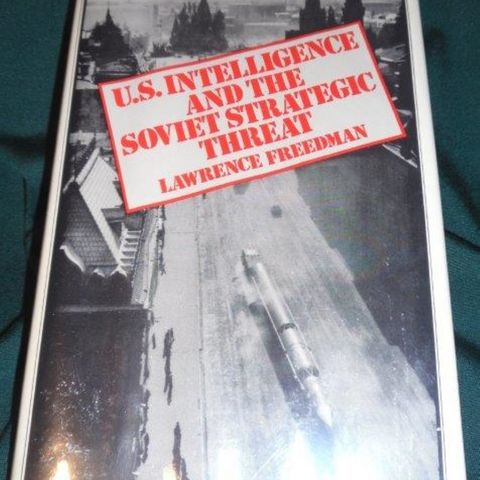 U.S. INTELLIGENCE
AND THE
SOVIET STRATEGIC
THREAT
LAWRENCE FREEDMAN